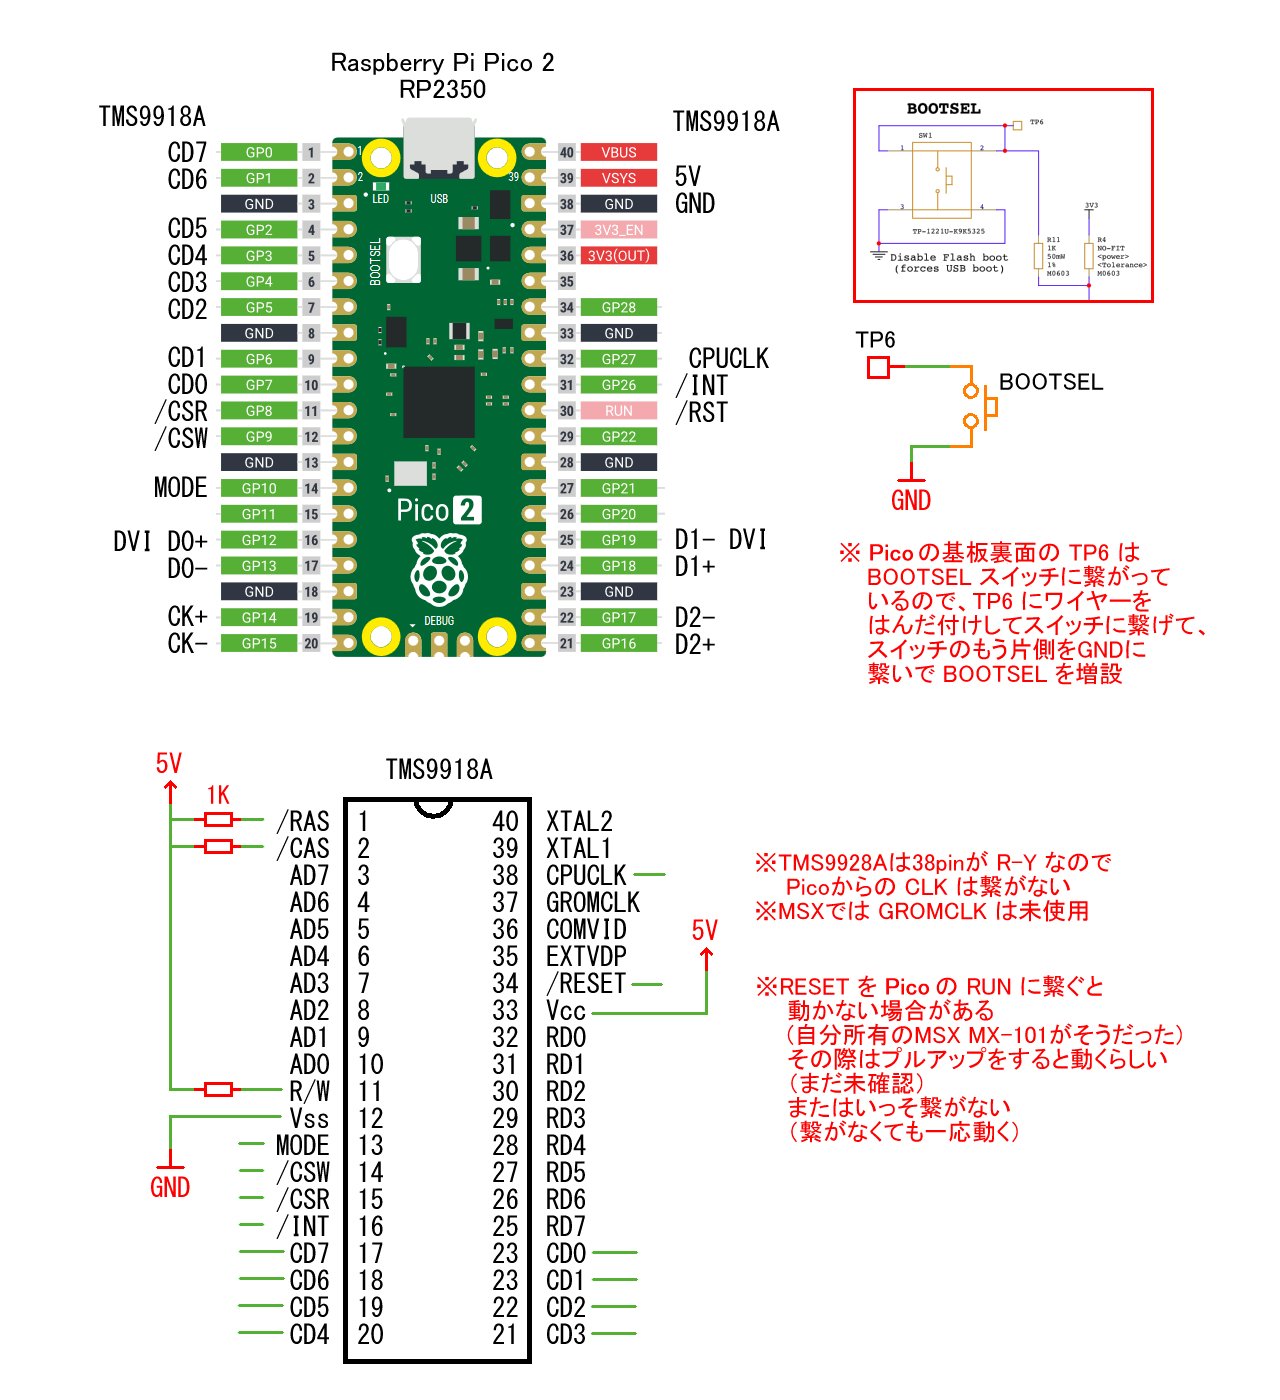 Raspberry Pi Pico 2
RP2350
TMS9918A
TMS9918A
CD7 GP0 1
CD6 GP1 2
GND 3
CD5 GP2 4
CD4 GP3 5
CD3 GP4 6
CD2 GP5 7
GND 8
CD1 GP6 9
CD0 GP7 10
/CSR GP8 11
/CSW GP9 12
GND 13
MODE GP10 14
GP11 15
DVI D0+ GP12 16
D0- GP13 17
GND 18
CK+ GP14 19
CK- GP15 20
1
2
39
LED
USB
BOOTSEL
Pico 2
DEBUG
40 VBUS
39 VSYS 5V
38 GND GND
37 3V3_EN
36 3V3(OUT)
35
34 GP28
33 GND
32 GP27 CPUCLK
31 GP26 /INT
30 RUN /RST
29 GP22
28 GND
27 GP21
26 GP20
25 GP19 D1- DVI
24 GP18 D1+
23 GND
22 GP17 D2-
21 GP16 D2+
BOOTSEL
TP6
SW1
1 2
3 4
TP-1221U-K9K5325
Disable Flash boot
(forces USB boot)
R11
1K
50mW
1%
M0603
3V3
R4
NO-FIT
<power>
<Tolerance>
M0603
TP6
BOOTSEL
GND
※ Picoの基板裏面の TP6 は
BOOTSEL スイッチに繋がって
いるので、TP6 にワイヤーを
はんだ付けしてスイッチに繋げて、
スイッチのもう片側をGNDに
繋いで BOOTSEL を増設
5V
1K
GND
TMS9918A
/RAS 1 40 XTAL2
/CAS 2 39 XTAL1
AD7 3 38 CPUCLK
AD6 4 37 GROMCLK
AD5 5 36 COMVID
AD4 6 35 EXTVDP
AD3 7 34 /RESET
AD2 8 33 Vcc
AD1 9 32 RD0
AD0 10 31 RD1
R/W 11 30 RD2
Vss 12 29 RD3
MODE 13 28 RD4
/CSW 14 27 RD5
/CSR 15 26 RD6
/INT 16 25 RD7
CD7 17 23 CD0
CD6 18 23 CD1
CD5 19 22 CD2
CD4 20 21 CD3
5V
※TMS9928Aは38pinが R-Y なので
Picoからの CLK は繋がない
※MSXでは GROMCLK は未使用
※RESET を Picoの RUN に繋ぐと
動かない場合がある
(自分所有のMSX MX-101がそうだった)
その際はプルアップをすると動くらしい
(まだ未確認)
またはいっそ繋がない
(繋がなくても一応動く)